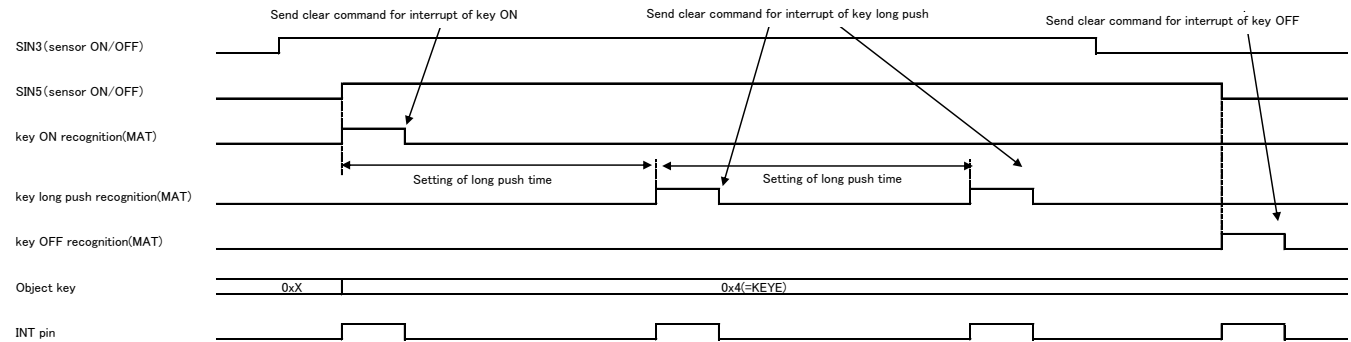 Send clear command for interrupt of key ON
Send clear command for interrupt of key long push
Send clear command for interrupt of key OFF
SIN3(sensor ON/OFF)
SIN5(sensor ON/OFF)
key ON recognition(MAT)
Setting of long push time
Setting of long push time
key long push recognition(MAT)
key OFF recognition(MAT)
Object key
0xX
0x4(=KEYE)
INT pin